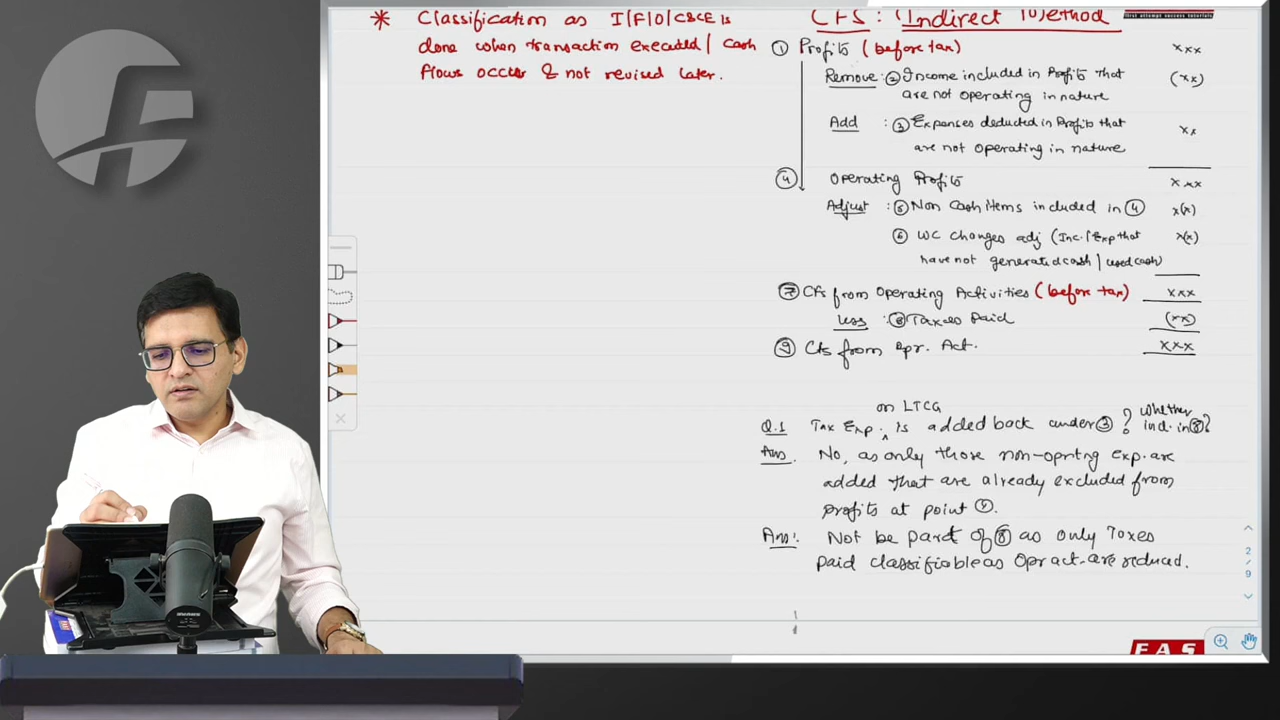 * Classification as I|F|O|C&CE is
done when transaction executed | cash
flows occur & not revised later.
CFS : (Indirect Method)
First attempt success tutorials
① Profits (before tax) xxx
Remove: ② Income included in Profits that (xx)
are not operating in nature
Add : ③ Expenses deducted in Profits that xx
are not operating in nature
④ Operating Profits xxx
Adjust : ⑤ Non Cash items included in ④ x(x)
⑥ WC changes adj (Inc. | Exp that x(x)
have not generated cash | used cash)
⑦ CFs from Operating Activities (before tax) xxx
Less : ⑧ Taxes Paid (xx)
⑨ CFs from Opr. Act. xxx
on LTCG
Q.1 Tax Exp. ^ is added back under ③ ? Whether incl. in ⑧?
Ans. No, as only those non-oprtng exp. are
added that are already excluded from
profits at point
Ans: Not be part of ⑧ as only Taxes
paid classifiable as Opr act. are reduced.
2
/
9
FAS